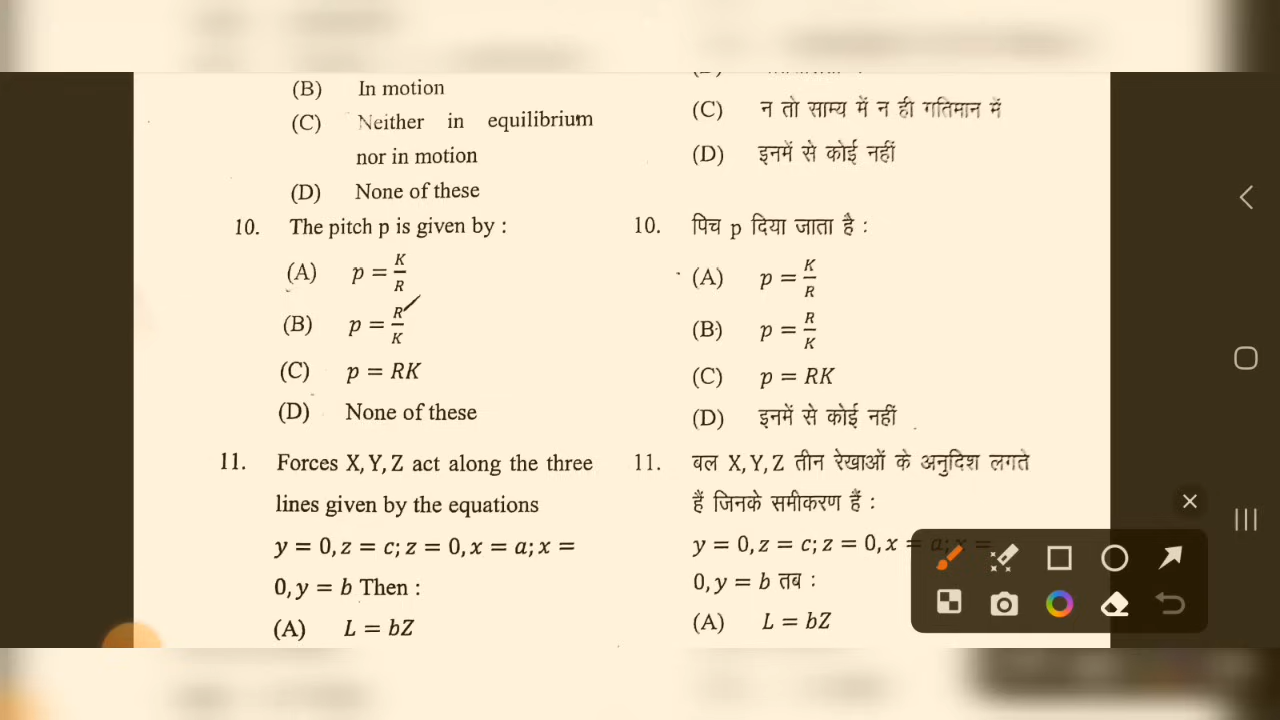 (B) In motion
(C) Neither in equilibrium
nor in motion
(D) None of these
10. The pitch p is given by :
(A) p = K/R
(B) p = R/K
(C) p = RK
(D) None of these
11. Forces X, Y, Z act along the three
lines given by the equations
y = 0, z = c; z = 0, x = a; x =
0, y = b Then :
(A) L = bZ
(C) न तो साम्य में न ही गतिमान में
(D) इनमें से कोई नहीं
10. पिच p दिया जाता है :
(A) p = K/R
(B) p = R/K
(C) p = RK
(D) इनमें से कोई नहीं
11. बल X, Y, Z तीन रेखाओं के अनुदिश लगते
हैं जिनके समीकरण हैं :
y = 0, z = c; z = 0, x = a; x =
0, y = b तब :
(A) L = bZ